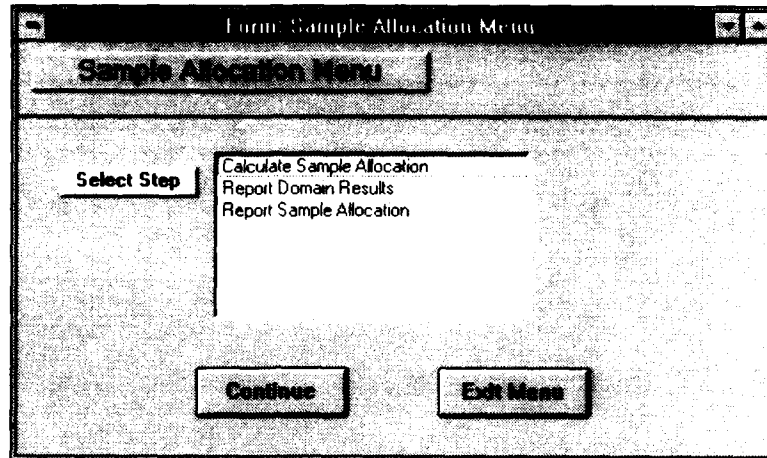 Form: Sample Allocation Menu
Sample Allocation Menu
Select Step
Calculate Sample Allocation
Report Domain Results
Report Sample Allocation
Continue
Exit Menu